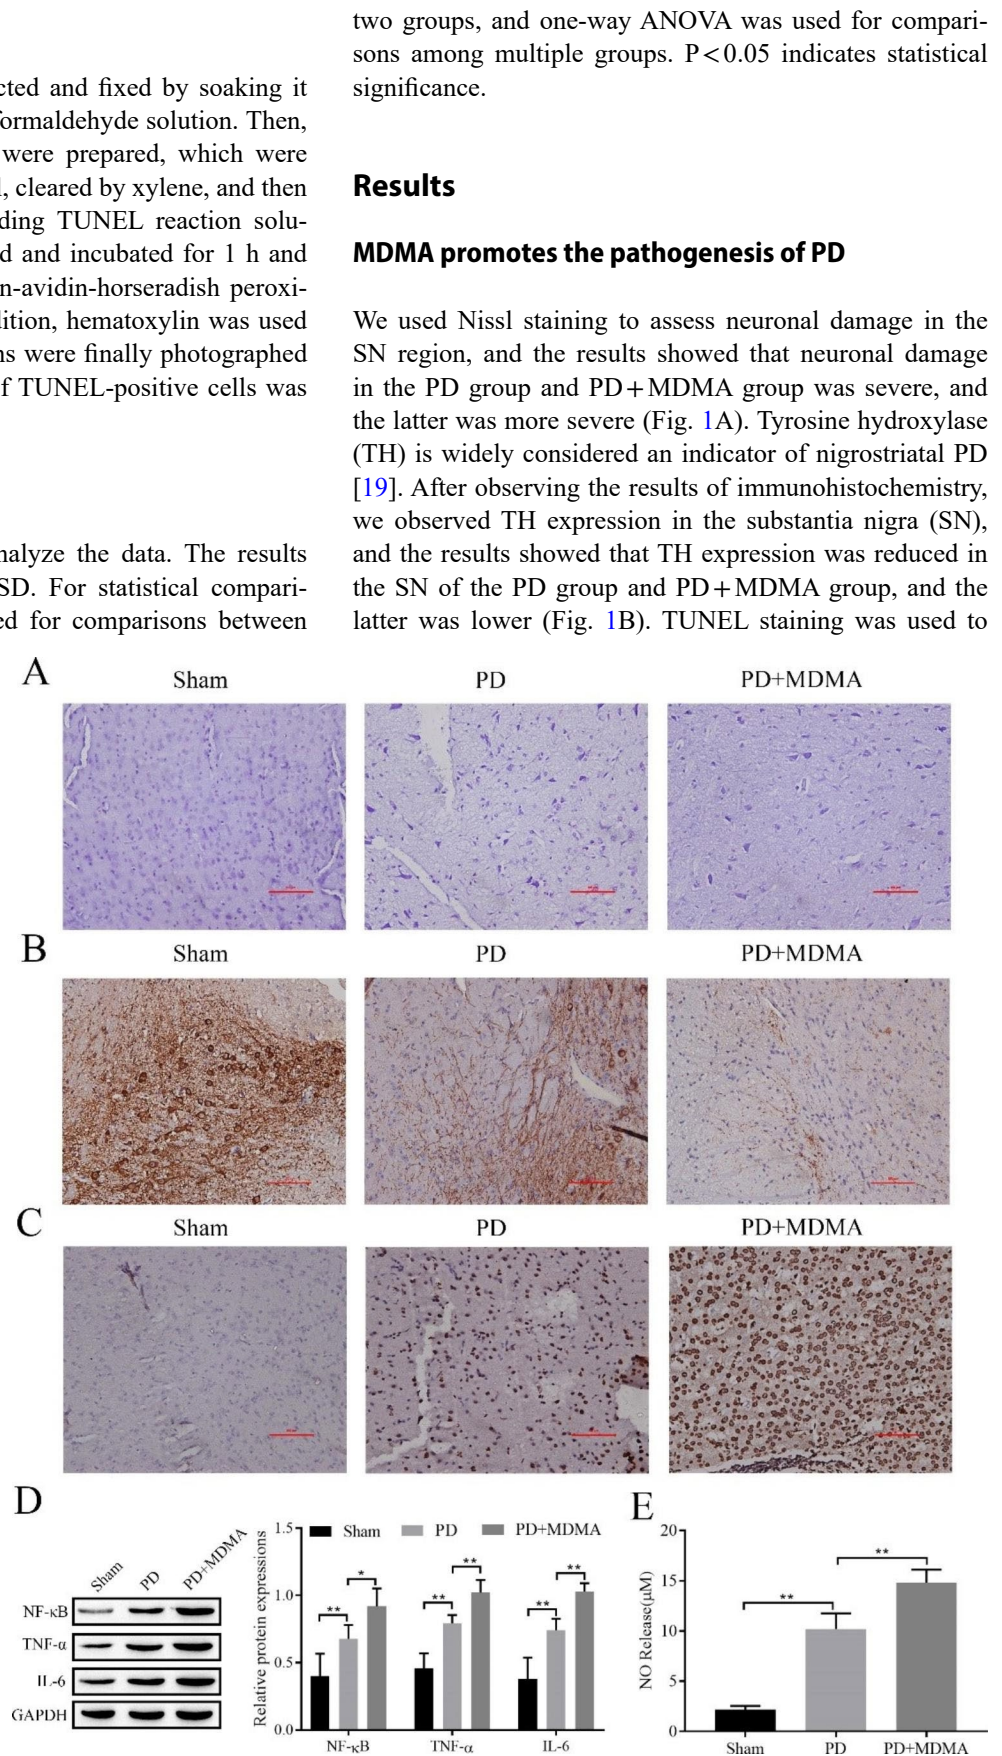 cted and fixed by soaking it
formaldehyde solution. Then,
were prepared, which were
, cleared by xylene, and then
ding TUNEL reaction solu-
d and incubated for 1 h and
n-avidin-horseradish peroxi-
dition, hematoxylin was used
ns were finally photographed
f TUNEL-positive cells was
nalyze the data. The results
SD. For statistical compari-
ed for comparisons between
two groups, and one-way ANOVA was used for compari-
sons among multiple groups. P < 0.05 indicates statistical
significance.
Results
MDMA promotes the pathogenesis of PD
We used Nissl staining to assess neuronal damage in the
SN region, and the results showed that neuronal damage
in the PD group and PD + MDMA group was severe, and
the latter was more severe (Fig. 1A). Tyrosine hydroxylase
(TH) is widely considered an indicator of nigrostriatal PD
[19]. After observing the results of immunohistochemistry,
we observed TH expression in the substantia nigra (SN),
and the results showed that TH expression was reduced in
the SN of the PD group and PD + MDMA group, and the
latter was lower (Fig. 1B). TUNEL staining was used to
A
Sham PD PD+MDMA
B
Sham PD PD+MDMA
C
Sham PD PD+MDMA
D
Sham PD PD+MDMA
NF-κB
TNF-α
IL-6
GAPDH
Relative protein expressions
1.5
1.0
0.5
0.0
Sham PD PD+MDMA
** *
** **
** **
NF-κB TNF-α IL-6
E
NO Release(μM)
20
15
10
5
0
**
**
Sham PD PD+MDMA